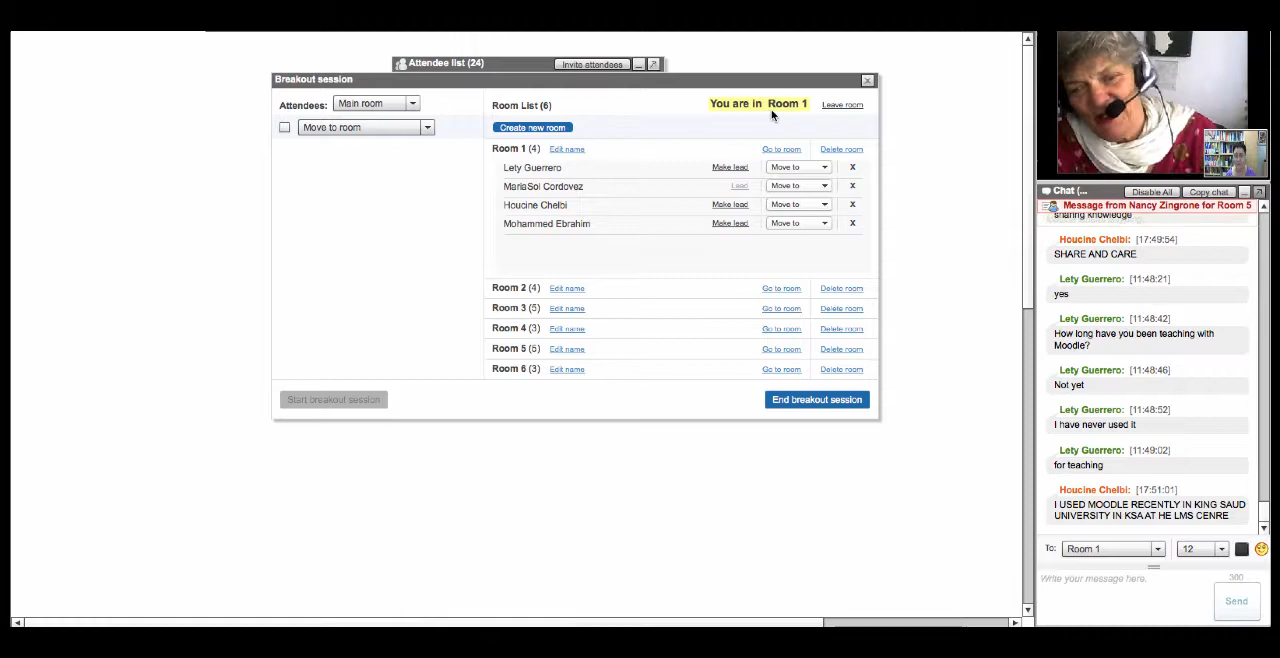 Attendee list (24)
Invite attendees
Breakout session
Attendees: Main room
Move to room
Room List (6)
You are in Room 1
Leave room
Create new room
Room 1 (4) Edit name Go to room Delete room
Lety Guerrero Make lead Move to X
MariaSol Cordovez Lead Move to X
Houcine Chelbi Make lead Move to X
Mohammed Ebrahim Make lead Move to X
Room 2 (4) Edit name Go to room Delete room
Room 3 (5) Edit name Go to room Delete room
Room 4 (3) Edit name Go to room Delete room
Room 5 (5) Edit name Go to room Delete room
Room 6 (3) Edit name Go to room Delete room
Start breakout session
End breakout session
Chat (...
Disable All
Copy chat
Message from Nancy Zingrone for Room 5
sharing knowledge
Houcine Chelbi: [17:49:54]
SHARE AND CARE
Lety Guerrero: [11:48:21]
yes
Lety Guerrero: [11:48:42]
How long have you been teaching with
Moodle?
Lety Guerrero: [11:48:46]
Not yet
Lety Guerrero: [11:48:52]
I have never used it
Lety Guerrero: [11:49:02]
for teaching
Houcine Chelbi: [17:51:01]
I USED MOODLE RECENTLY IN KING SAUD
UNIVERSITY IN KSA AT HE LMS CENRE
To: Room 1 12
Write your message here.
300
Send